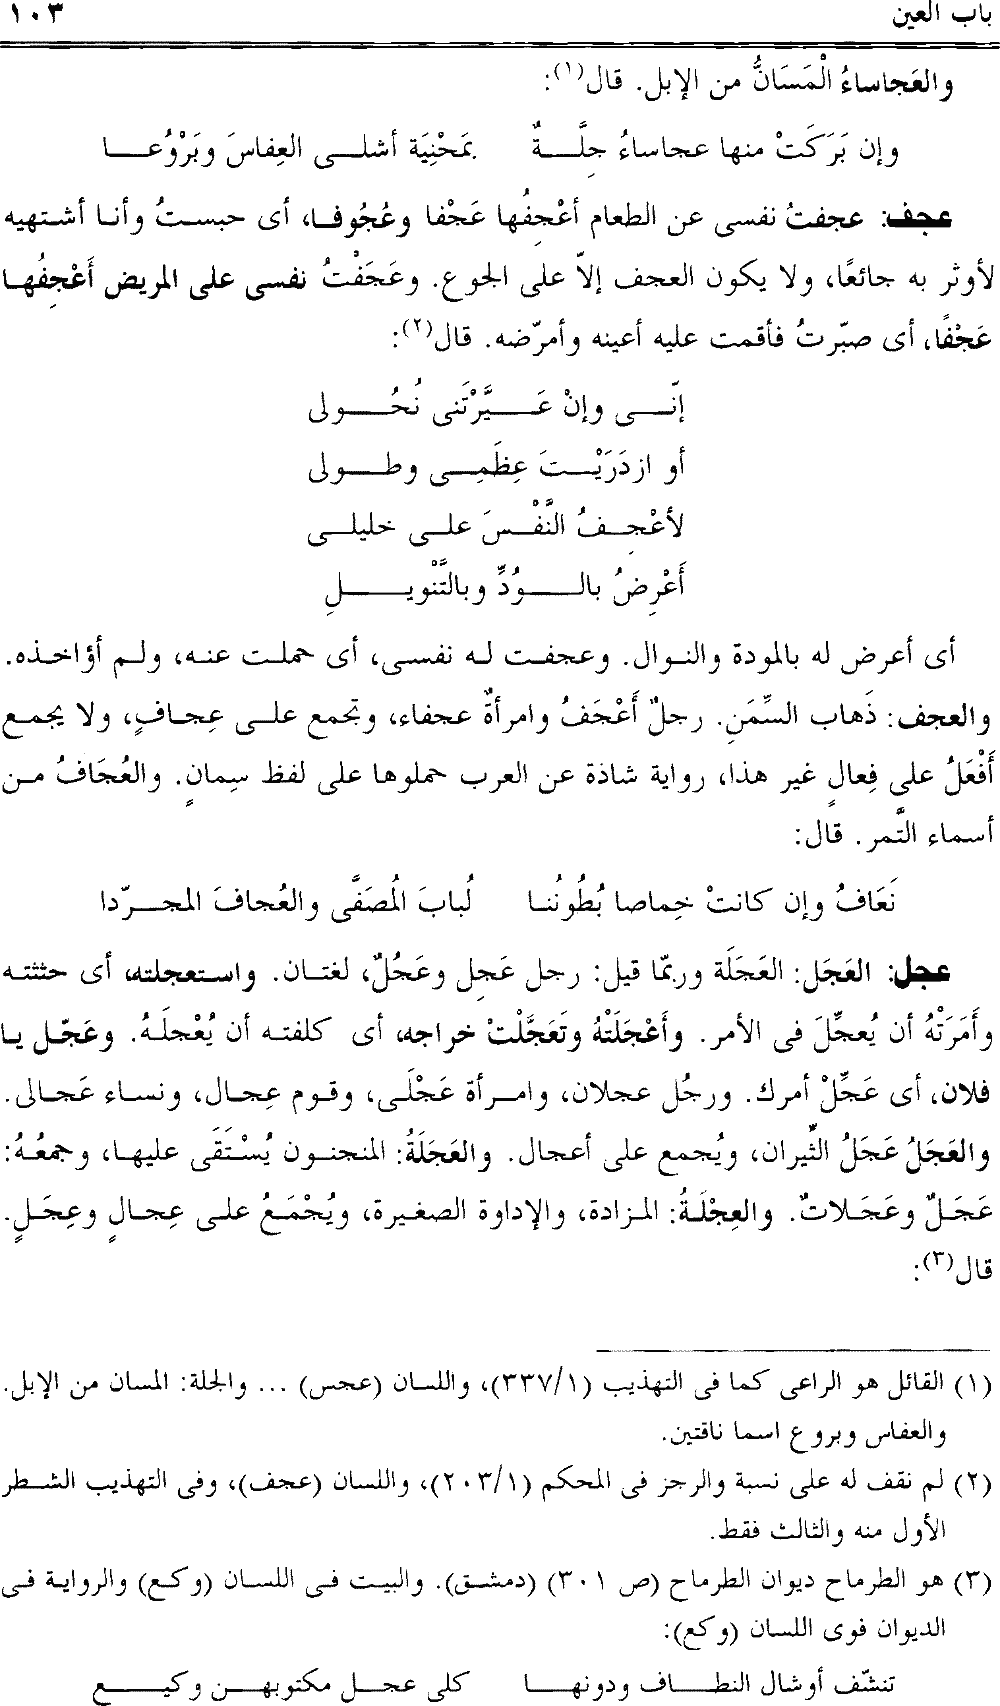 باب العين ١٠٣
والعَجاساءُ الْمَسَانُّ من الإبل. قال(١):
وإن بَرَكَتْ منها عجاساءُ جِلَّةٌ بمَحْنِيَة أشلى العِفاسَ وبَرْوُعا
عجف: عجفتُ نفسى عن الطعام أعْجِفُها عَجْفا وعُجُوفا، أى حبستُ وأنا أشتهيه
لأوثر به جائعًا، ولا يكون العجف إلاّ على الجوع. وعَجَفْتُ نفسى على المريض أَعْجِفُها
عَجْفًا، أى صبّرتُ فأقمت عليه أعينه وأمرّضه. قال(٢):
إنّى وإنْ عَيَّرْتَنى نُحُولى
أو ازدَرَيْتَ عِظَمِى وطولى
لأعْجِفُ النَّفْسَ على خليلى
أَعْرِضُ بالوُدِّ وبالتَّنْويلِ
أى أعرض له بالمودة والنوال. وعجفت له نفسى، أى حملت عنه، ولم أؤاخذه.
والعجف: ذَهاب السِّمَنِ. رجلٌ أَعْجَفُ وامرأةٌ عجفاء، وتجمع على عِجافٍ، ولا يجمع
أَفْعَلُ على فِعالٍ غير هذا، رواية شاذة عن العرب حملوها على لفظ سِمانٍ. والعُجَافُ من
أسماء التَّمر. قال:
نَعَافُ وإن كانتْ خِماصا بُطُونُنا لُبابَ المُصَفَّى والعُجافَ المجرّدا
عجل: العَجَل: العَجَلَة وربمّا قيل: رجل عَجِل وعَجُلٌ، لغتان. واستعجلته، أى حثثته
وأَمَرَتْهُ أن يُعجِّلَ فى الأمر. وأَعْجَلَتْهُ وتَعَجَّلْتْ خراجه، أى كلفته أن يُعْجلَهُ. وعَجّل يا
فلان، أى عَجِّلْ أمرك. ورجُل عجلان، وامرأة عَجْلَى، وقوم عِجال، ونساء عَجالى.
والعَجَلُ عَجَلُ الثِّيران، ويُجمع على أعجال. والعَجَلَةُ: المنجنون يُسْتَقَى عليها، وجمعُهُ:
عَجَلٌ وعَجَلاتٌ. والعِجْلَةُ: المزادة، والإداوة الصغيرة، ويُجْمَعُ على عِجالٍ وعِجَلٍ.
قال(٣):
(١) القائل هو الراعى كما فى التهذيب (٣٣٧/١)، واللسان (عجس) ... والجلة: المسان من الإبل.
والعفاس وبروع اسما ناقتين.
(٢) لم نقف له على نسبة والرجز فى المحكم (٢٠٣/١)، واللسان (عجف)، وفى التهذيب الشطر
الأول منه والثالث فقط.
(٣) هو الطرماح ديوان الطرماح (ص ٣٠١) (دمشق). والبيت فى اللسان (وكع) والرواية فى
الديوان فوى اللسان (وكع):
تنشّف أوشال النطاف ودونها كلى عجل مكتوبهن وكيع